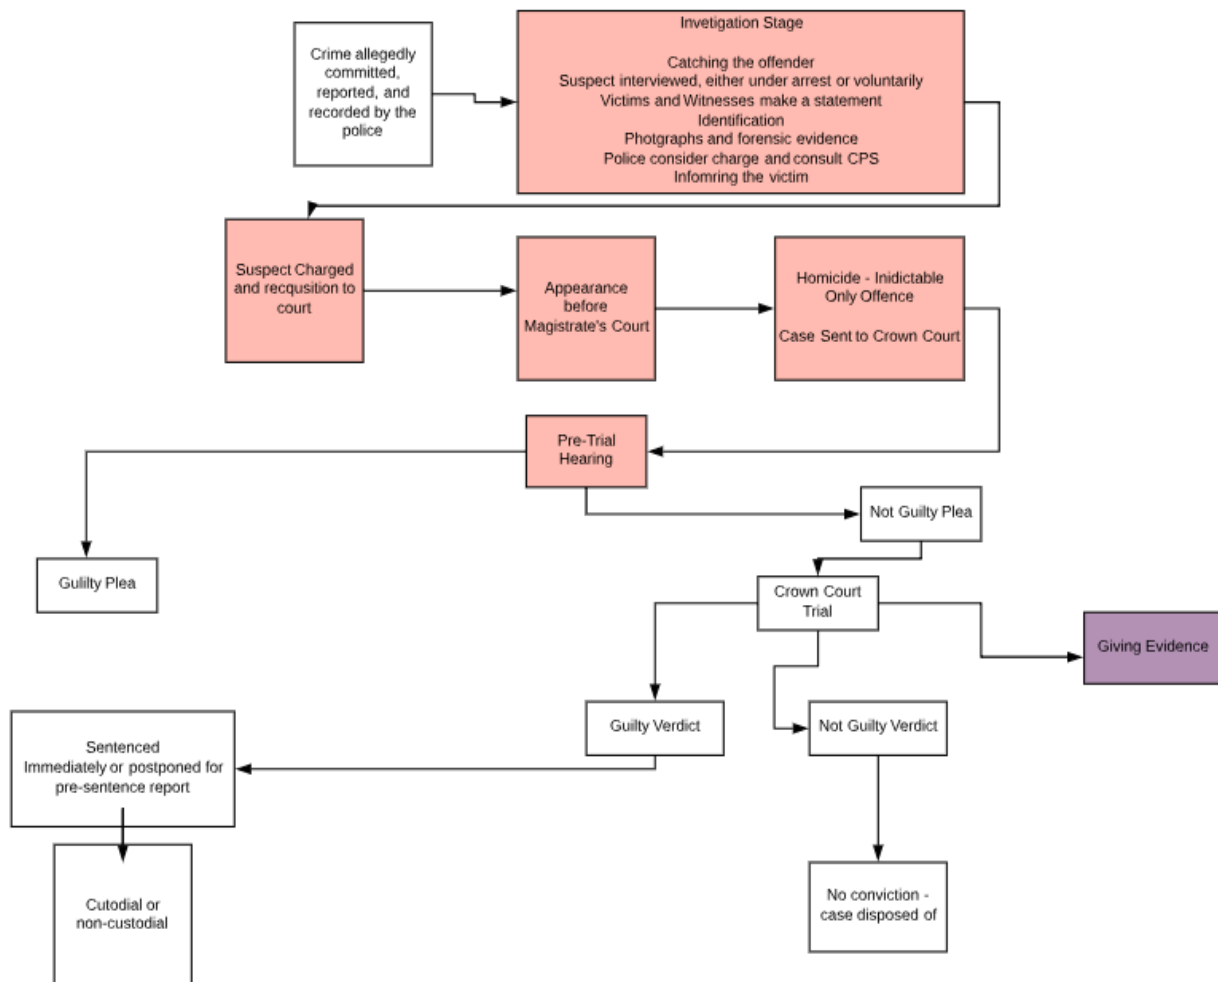 Crime allegedly
committed,
reported, and
recorded by the
police
Invetigation Stage
Catching the offender
Suspect interviewed, either under arrest or voluntarily
Victims and Witnesses make a statement
Identification
Photgraphs and forensic evidence
Police consider charge and consult CPS
Infomring the victim
Suspect Charged
and recqusition to
court
Appearance
before
Magistrate's Court
Homicide - Inidictable
Only Offence
Case Sent to Crown Court
Pre-Trial
Hearing
Not Guilty Plea
Gulilty Plea
Crown Court
Trial
Giving Evidence
Guilty Verdict
Not Guilty Verdict
Sentenced
Immediately or postponed for
pre-sentence report
Cutodial or
non-custodial
No conviction -
case disposed of